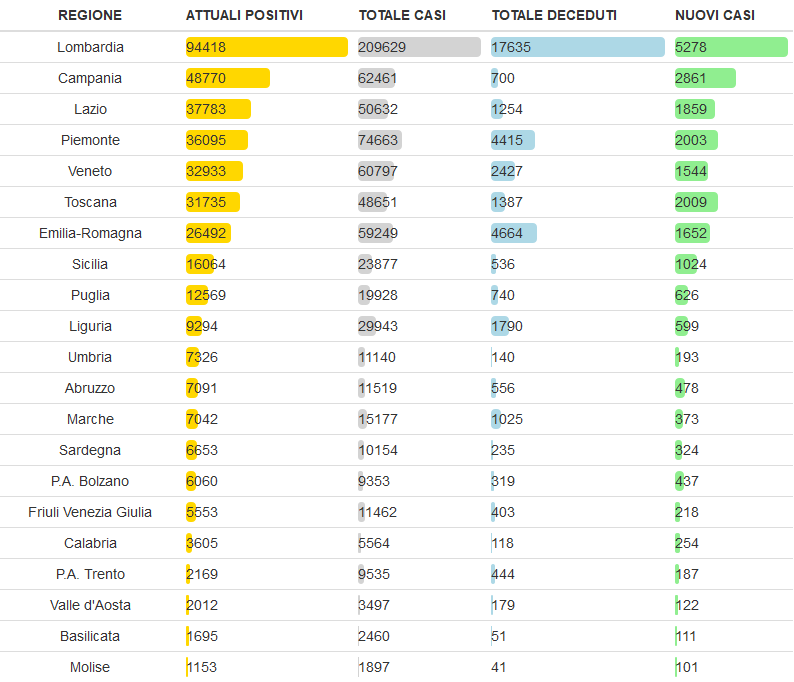 REGIONE ATTUALI POSITIVI TOTALE CASI TOTALE DECEDUTI NUOVI CASI
Lombardia 94418 209629 17635 5278
Campania 48770 62461 700 2861
Lazio 37783 50632 1254 1859
Piemonte 36095 74663 4415 2003
Veneto 32933 60797 2427 1544
Toscana 31735 48651 1387 2009
Emilia-Romagna 26492 59249 4664 1652
Sicilia 16064 23877 536 1024
Puglia 12569 19928 740 626
Liguria 9294 29943 1790 599
Umbria 7326 11140 140 193
Abruzzo 7091 11519 556 478
Marche 7042 15177 1025 373
Sardegna 6653 10154 235 324
P.A. Bolzano 6060 9353 319 437
Friuli Venezia Giulia 5553 11462 403 218
Calabria 3605 5564 118 254
P.A. Trento 2169 9535 444 187
Valle d'Aosta 2012 3497 179 122
Basilicata 1695 2460 51 111
Molise 1153 1897 41 101